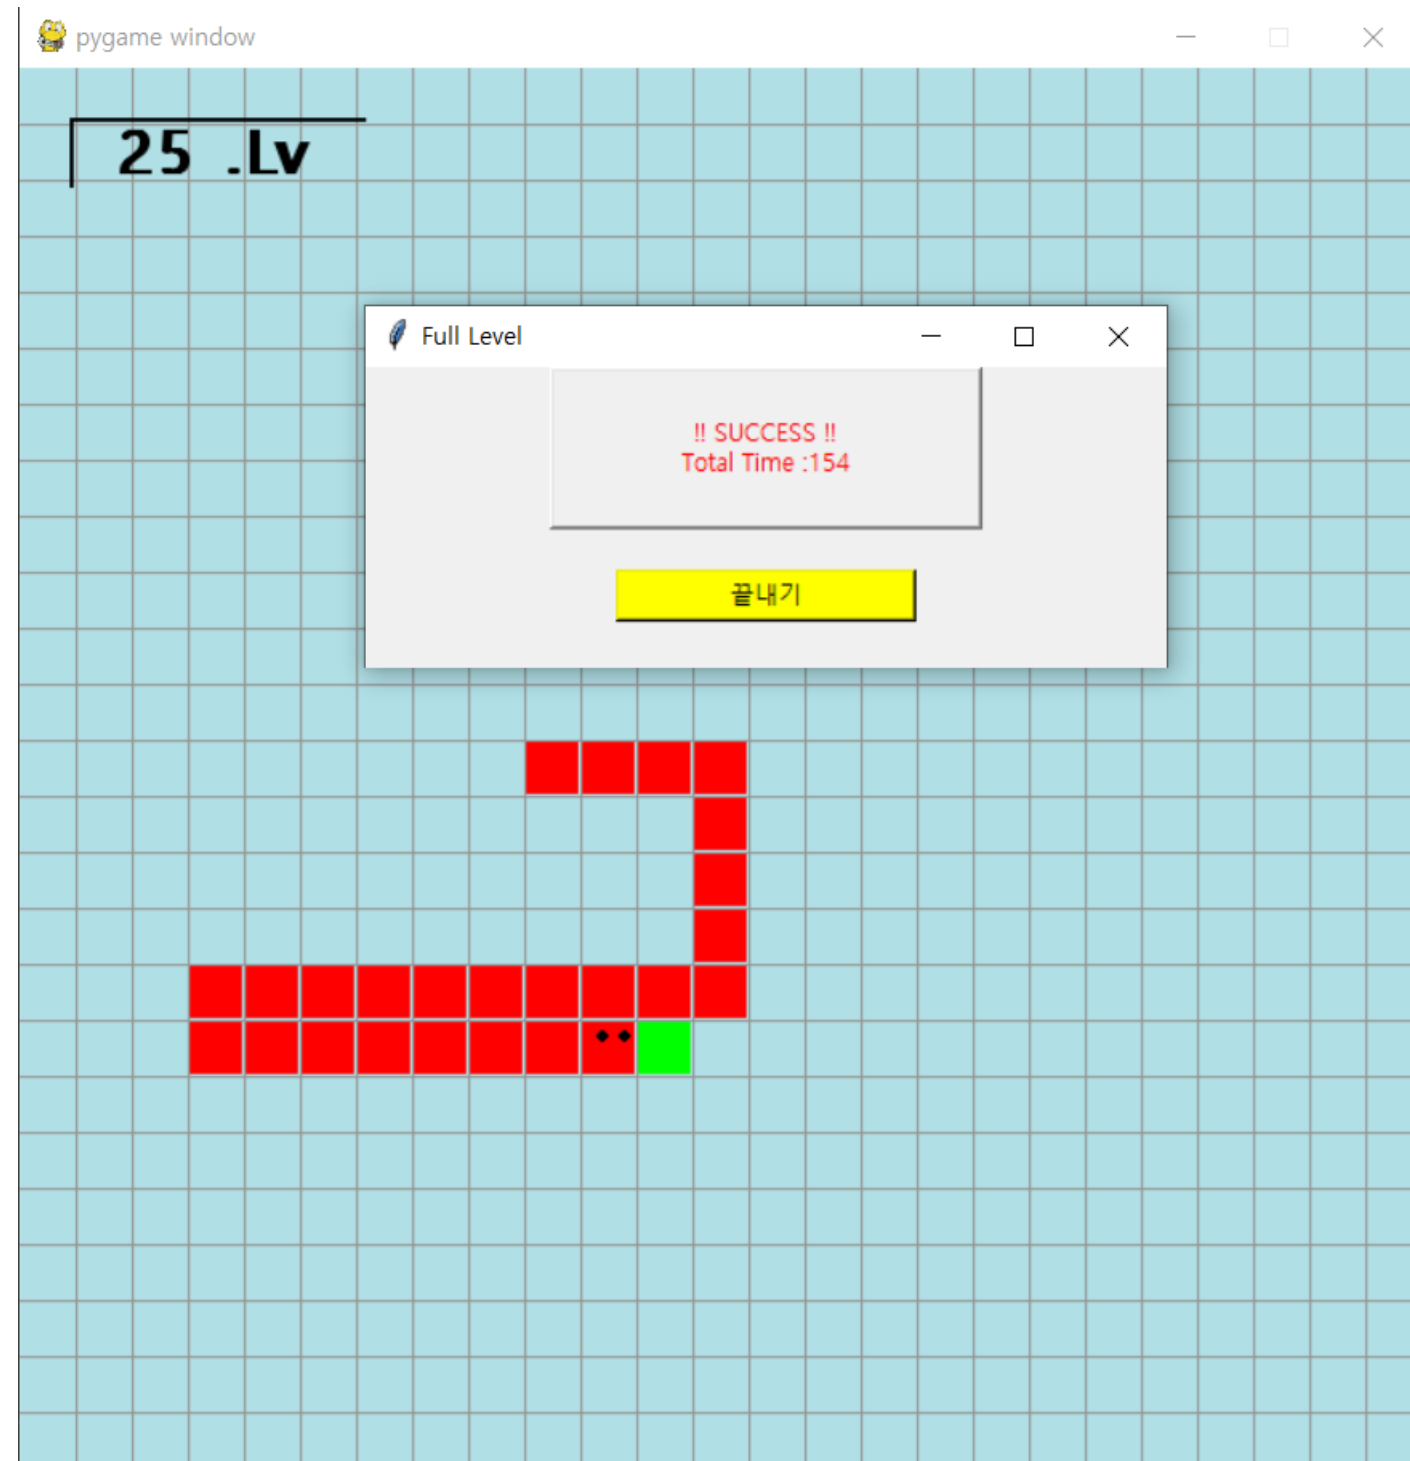 pygame window
25 .Lv
Full Level
!! SUCCESS !!
Total Time :154
끝내기